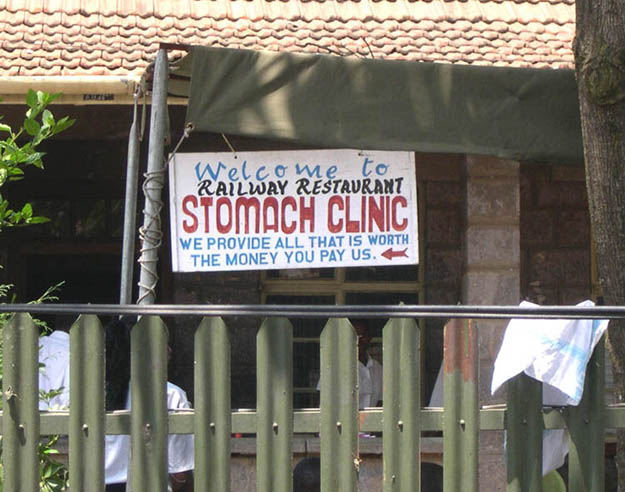 Welcome to
RAILWAY RESTAURANT
STOMACH CLINIC
WE PROVIDE ALL THAT IS WORTH
THE MONEY YOU PAY US.